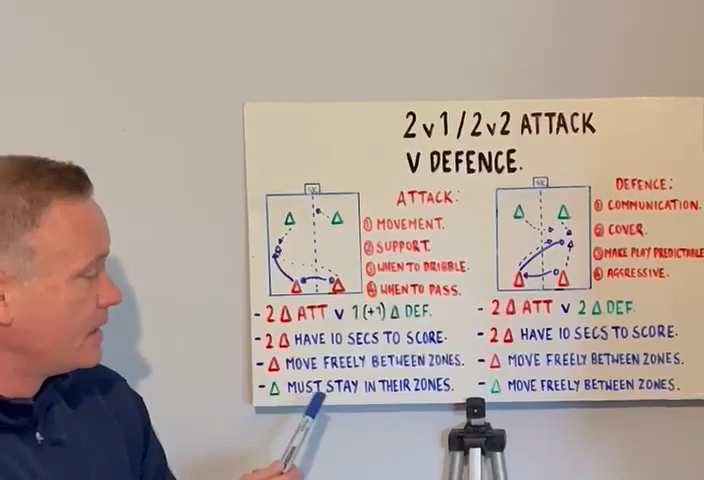 2v1/2v2 ATTACK
V DEFENCE.
ATTACK:
① MOVEMENT.
② SUPPORT.
③ WHEN TO DRIBBLE.
④ WHEN TO PASS.
- 2 △ ATT V 1(+1) △ DEF.
- 2 △ HAVE 10 SECS TO SCORE.
- △ MOVE FREELY BETWEEN ZONES.
- △ MUST STAY IN THEIR ZONES.
DEFENCE:
① COMMUNICATION.
② COVER.
③ MAKE PLAY PREDICTABLE
④ AGGRESSIVE.
- 2 △ ATT V 2 △ DEF.
- 2 △ HAVE 10 SECS TO SCORE.
- △ MOVE FREELY BETWEEN ZONES.
- △ MOVE FREELY BETWEEN ZONES.